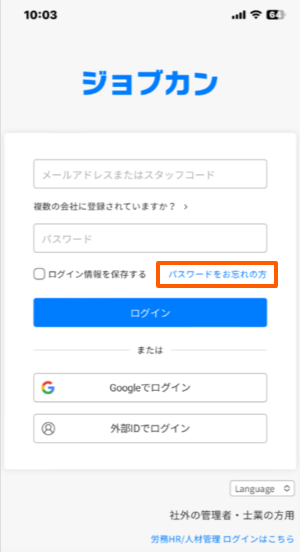 10:03
64
ジョブカン
メールアドレスまたはスタッフコード
複数の会社に登録されていますか？ >
パスワード
ログイン情報を保存する パスワードをお忘れの方
ログイン
または
Googleでログイン
外部IDでログイン
Language
社外の管理者・士業の方用
労務HR/人材管理 ログインはこちら